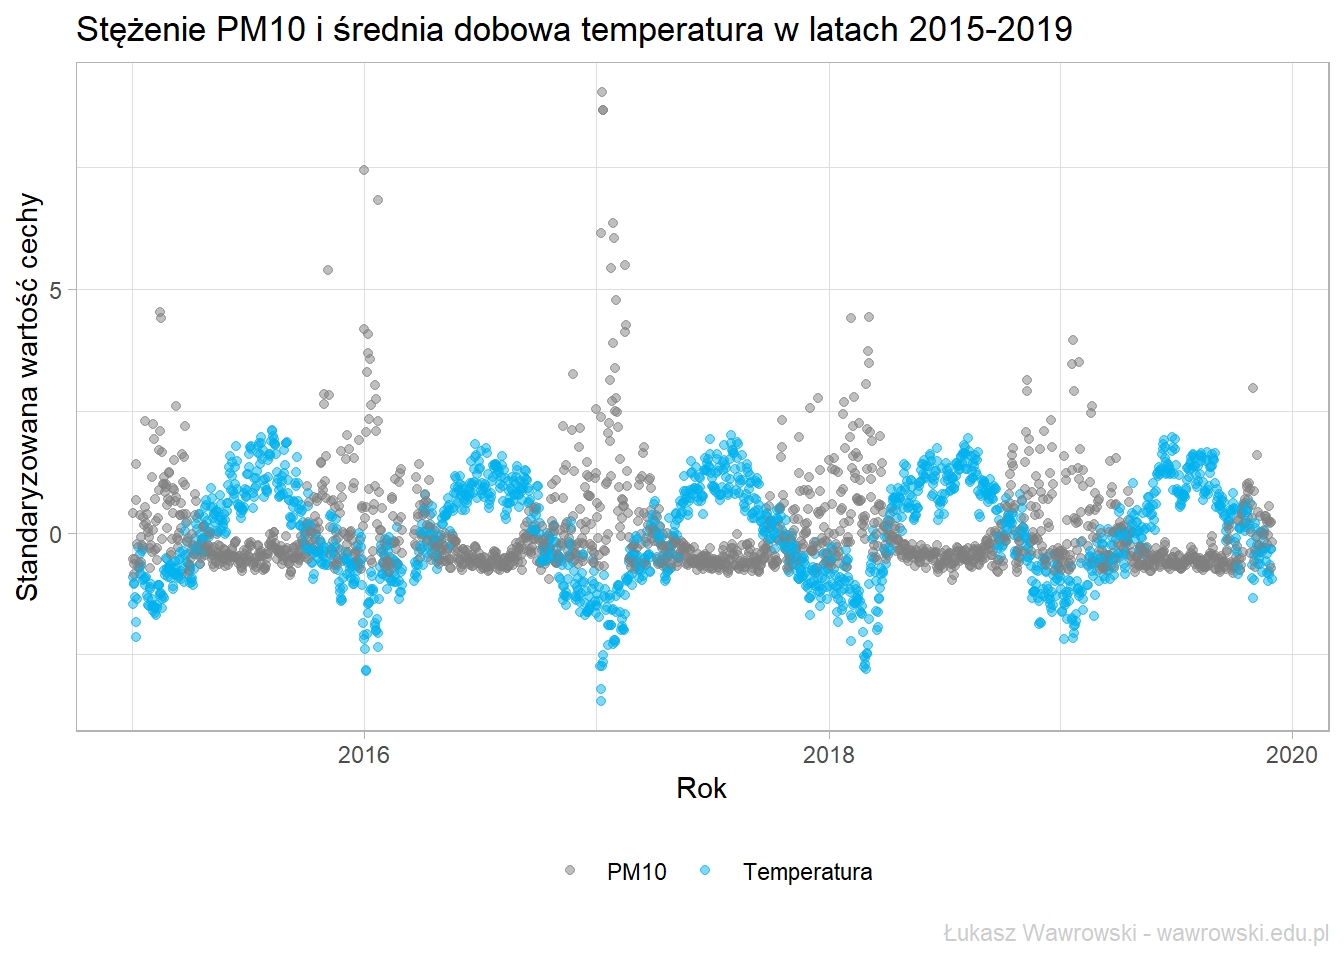 Stężenie PM10 i średnia dobowa temperatura w latach 2015-2019
Standaryzowana wartość cechy
5
0
2016
2018
2020
Rok
PM10
Temperatura
Łukasz Wawrowski - wawrowski.edu.pl